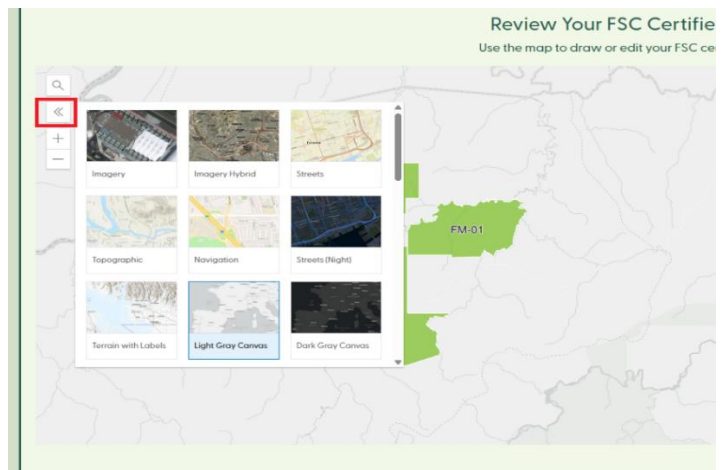 Review Your FSC Certifie
Use the map to draw or edit your FSC ce
Imagery
Imagery Hybrid
Streets
Topographic
Navigation
Streets (Night)
Terrain with Labels
Light Gray Canvas
Dark Gray Canvas
FM-01